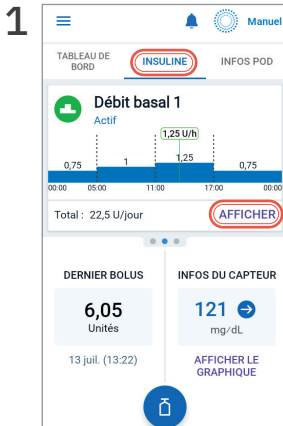 1
Manuel
TABLEAU DE
BORD
INSULINE
INFOS POD
Débit basal 1
Actif
1,25 U/h
0,75
1
1,25
0,75
00:00
05:00
11:00
17:00
00:00
Total : 22,5 U/jour
AFFICHER
DERNIER BOLUS
6,05
Unités
13 juil. (13:22)
INFOS DU CAPTEUR
121
mg/dL
AFFICHER LE
GRAPHIQUE